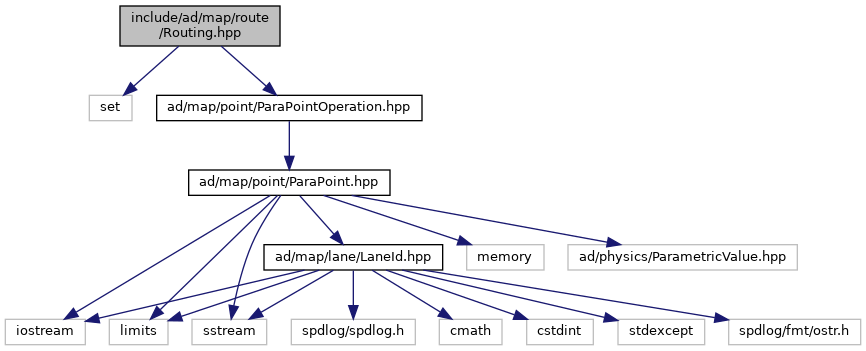 include/ad/map/route
/Routing.hpp
set
ad/map/point/ParaPointOperation.hpp
ad/map/point/ParaPoint.hpp
ad/map/lane/LaneId.hpp
memory
ad/physics/ParametricValue.hpp
iostream
limits
sstream
spdlog/spdlog.h
cmath
cstdint
stdexcept
spdlog/fmt/ostr.h